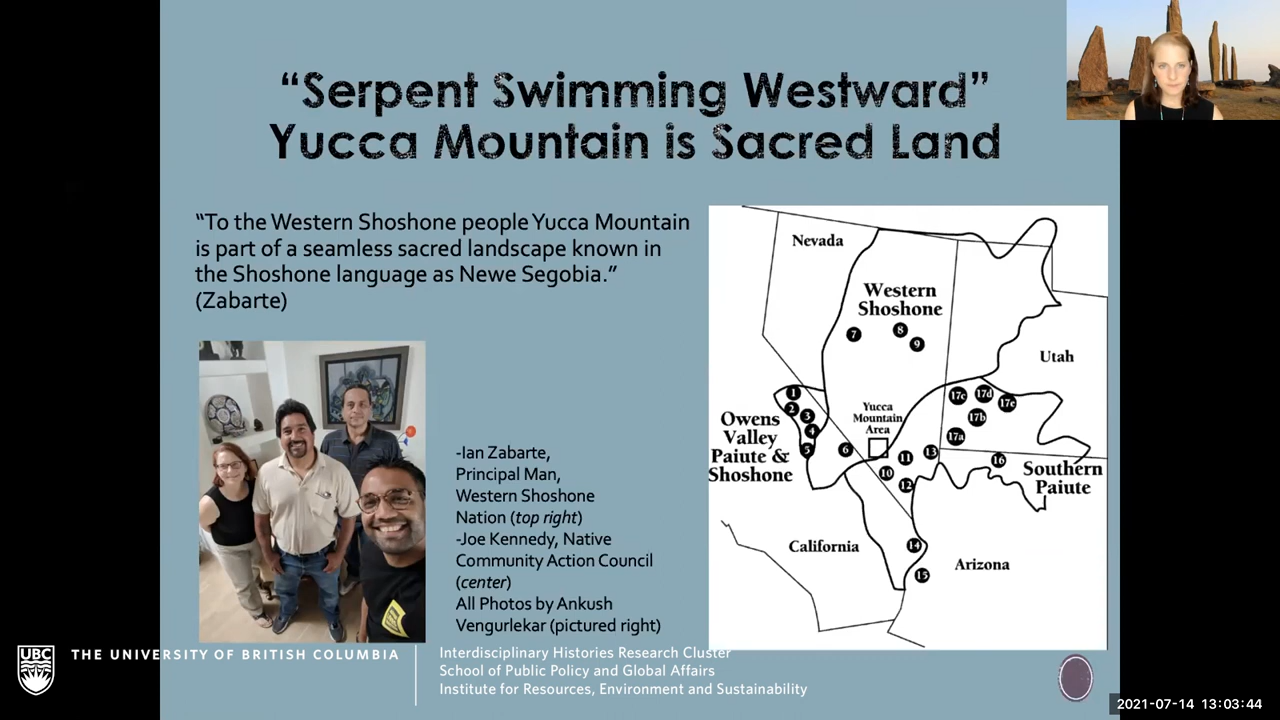 “Serpent Swimming Westward”
Yucca Mountain is Sacred Land
“To the Western Shoshone people Yucca Mountain
is part of a seamless sacred landscape known in
the Shoshone language as Newe Segobia.”
(Zabarte)
-Ian Zabarte,
Principal Man,
Western Shoshone
Nation (top right)
-Joe Kennedy, Native
Community Action Council
(center)
All Photos by Ankush
Vengurlekar (pictured right)
Nevada
Western
Shoshone
7
8
9
Utah
1
2
3
4
5
Owens
Valley
Paiute &
Shoshone
Yucca
Mountain
Area
6
17c
17d
17e
17b
17a
11
13
10
12
16
Southern
Paiute
California
14
Arizona
15
UBC
THE UNIVERSITY OF BRITISH COLUMBIA
Interdisciplinary Histories Research Cluster
School of Public Policy and Global Affairs
Institute for Resources, Environment and Sustainability
2021-07-14 13:03:44